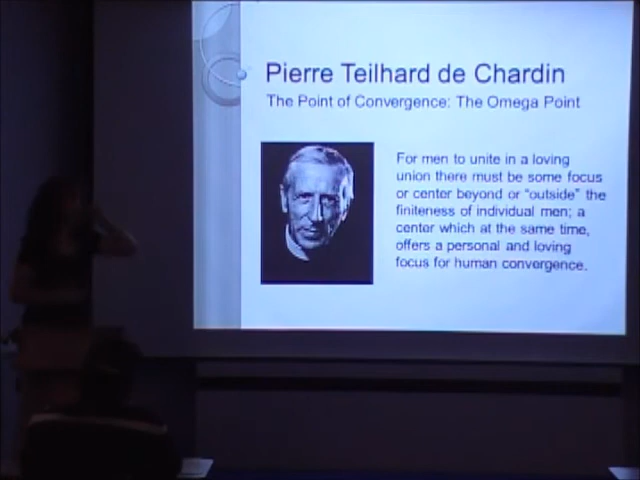 Pierre Teilhard de Chardin
The Point of Convergence: The Omega Point
For men to unite in a loving
union there must be some focus
or center beyond or "outside" the
finiteness of individual men; a
center which at the same time,
offers a personal and loving
focus for human convergence.